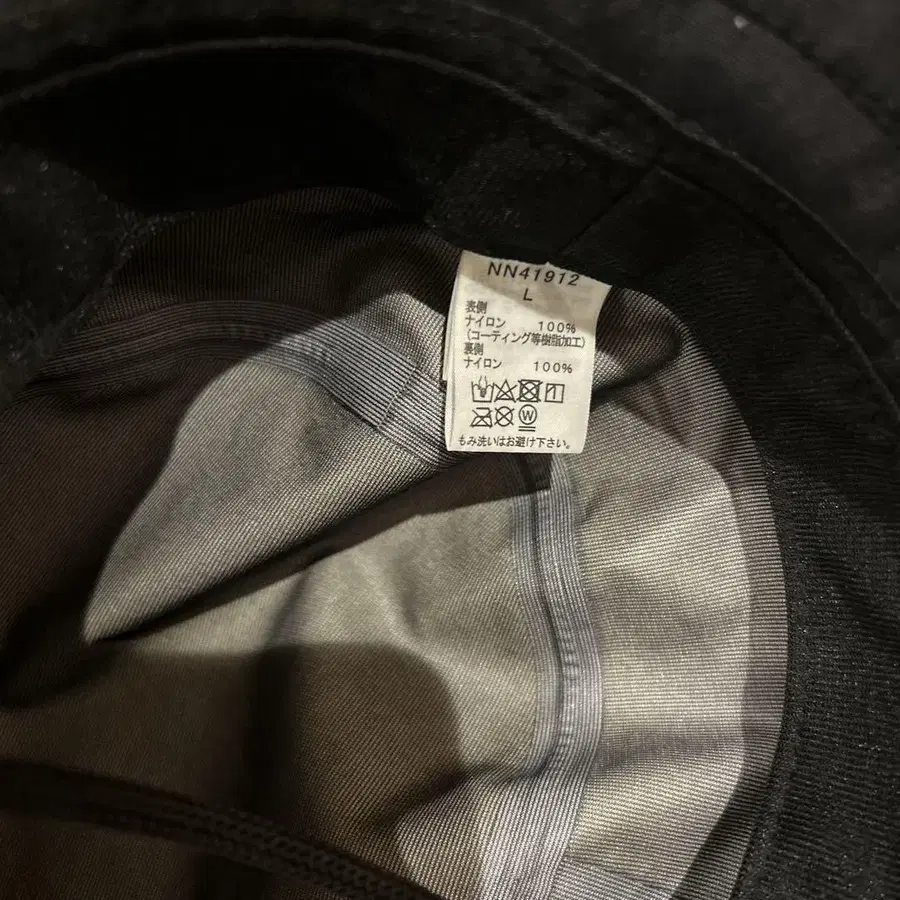 NN41912
L
表側
ナイロン 100%
(コーティング等樹脂加工)
裏側
ナイロン 100%
W
もみ洗いはお避け下さい。